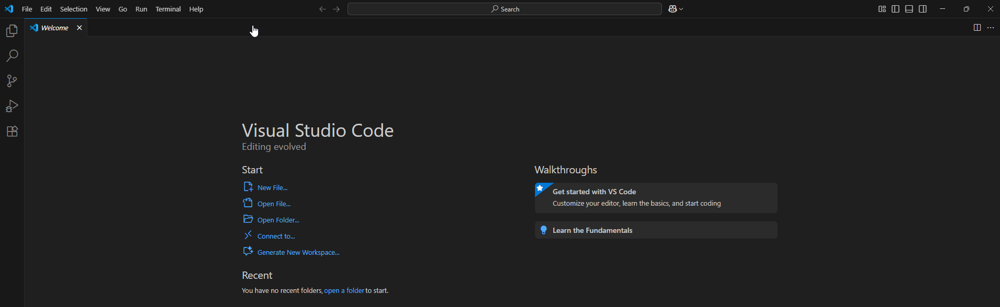 File Edit Selection View Go Run Terminal Help Search
Welcome
Visual Studio Code
Editing evolved
Start
New File...
Open File...
Open Folder...
Connect to...
Generate New Workspace...
Recent
You have no recent folders, open a folder to start.
Walkthroughs
Get started with VS Code
Customize your editor, learn the basics, and start coding
Learn the Fundamentals